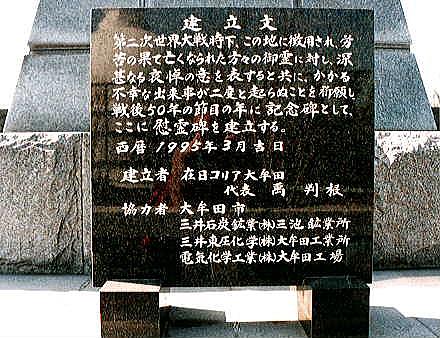 建立文
第二次世界大戦時下、この地に徴用され、労
苦の果て亡くなられた方々の御霊に対し、深
甚なる哀悼の意を表すると共に、かかる
不幸な出来事が二度と起らぬことを祈願し
戦後50年の節目の年に記念碑として、
ここに慰霊碑を建立する。
西暦 1995年3月吉日
建立者 在日コリア大牟田
代表 禹 判根
協力者 大牟田市
三井石炭鉱業(株)三池鉱業所
三井東圧化学(株)大牟田工業所
電気化学工業(株)大牟田工場